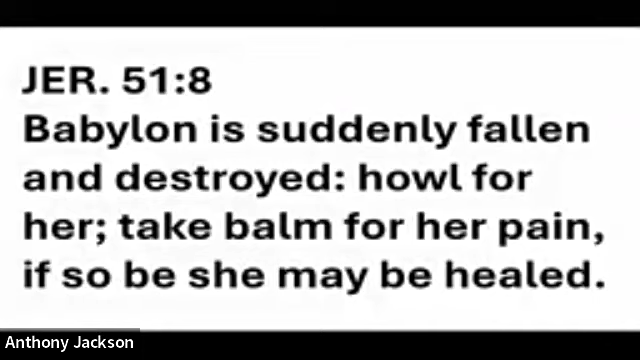 JER. 51:8
Babylon is suddenly fallen
and destroyed: howl for
her; take balm for her pain,
if so be she may be healed.
Anthony Jackson